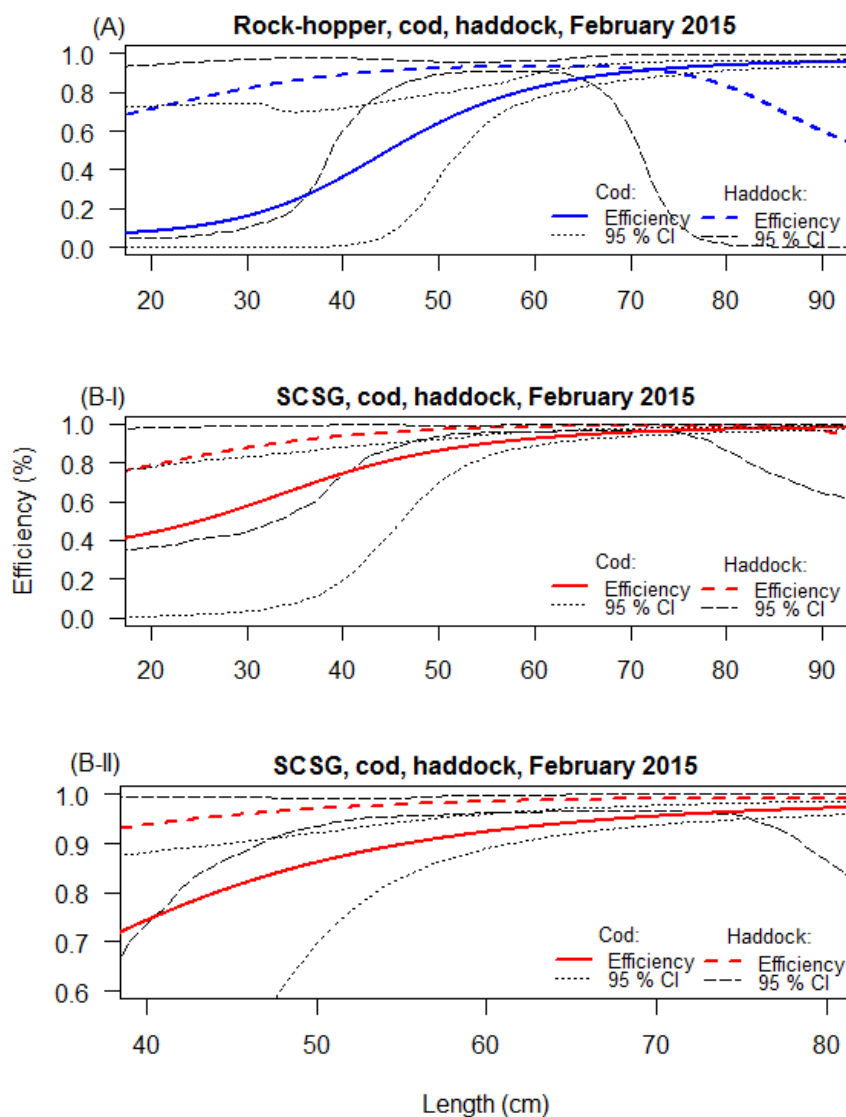 (A) Rock-hopper, cod, haddock, February 2015
1.0
0.8
0.6
0.4
0.2
0.0
Cod: Haddock:
Efficiency Efficiency
95 % CI 95 % CI
20 30 40 50 60 70 80 90
(B-I) SCSG, cod, haddock, February 2015
1.0
0.8
0.6
0.4
0.2
0.0
Efficiency (%)
Cod: Haddock:
Efficiency Efficiency
95 % CI 95 % CI
20 30 40 50 60 70 80 90
(B-II) SCSG, cod, haddock, February 2015
1.0
0.9
0.8
0.7
0.6
Cod: Haddock:
Efficiency Efficiency
95 % CI 95 % CI
40 50 60 70 80
Length (cm)